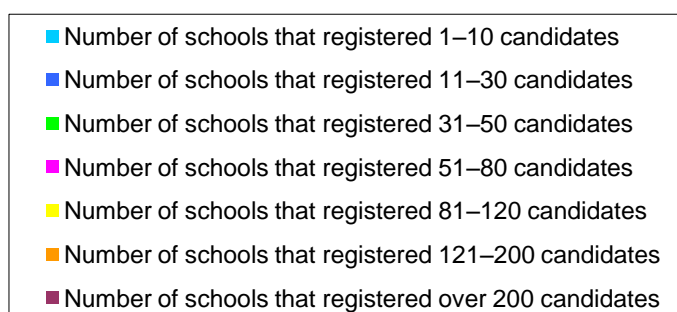 Number of schools that registered 1–10 candidates
Number of schools that registered 11–30 candidates
Number of schools that registered 31–50 candidates
Number of schools that registered 51–80 candidates
Number of schools that registered 81–120 candidates
Number of schools that registered 121–200 candidates
Number of schools that registered over 200 candidates